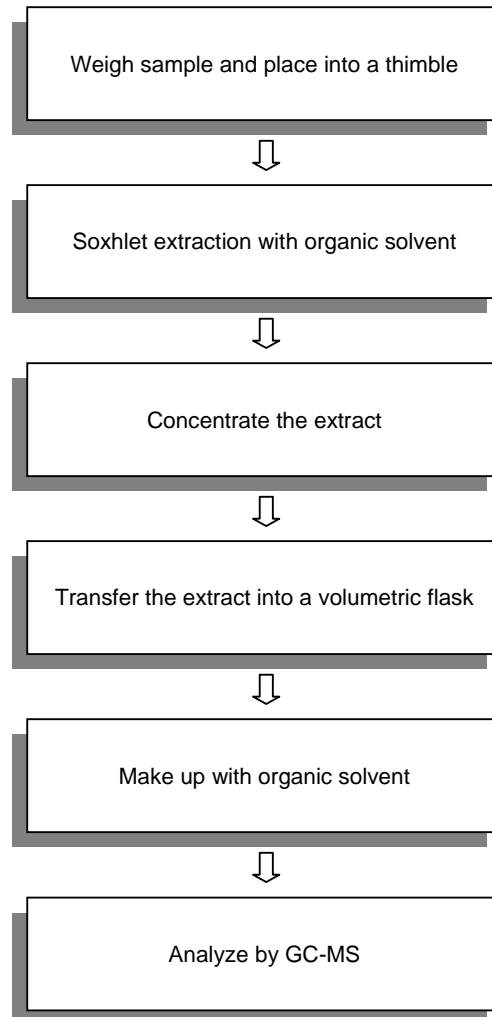 Weigh sample and place into a thimble
Soxhlet extraction with organic solvent
Concentrate the extract
Transfer the extract into a volumetric flask
Make up with organic solvent
Analyze by GC-MS